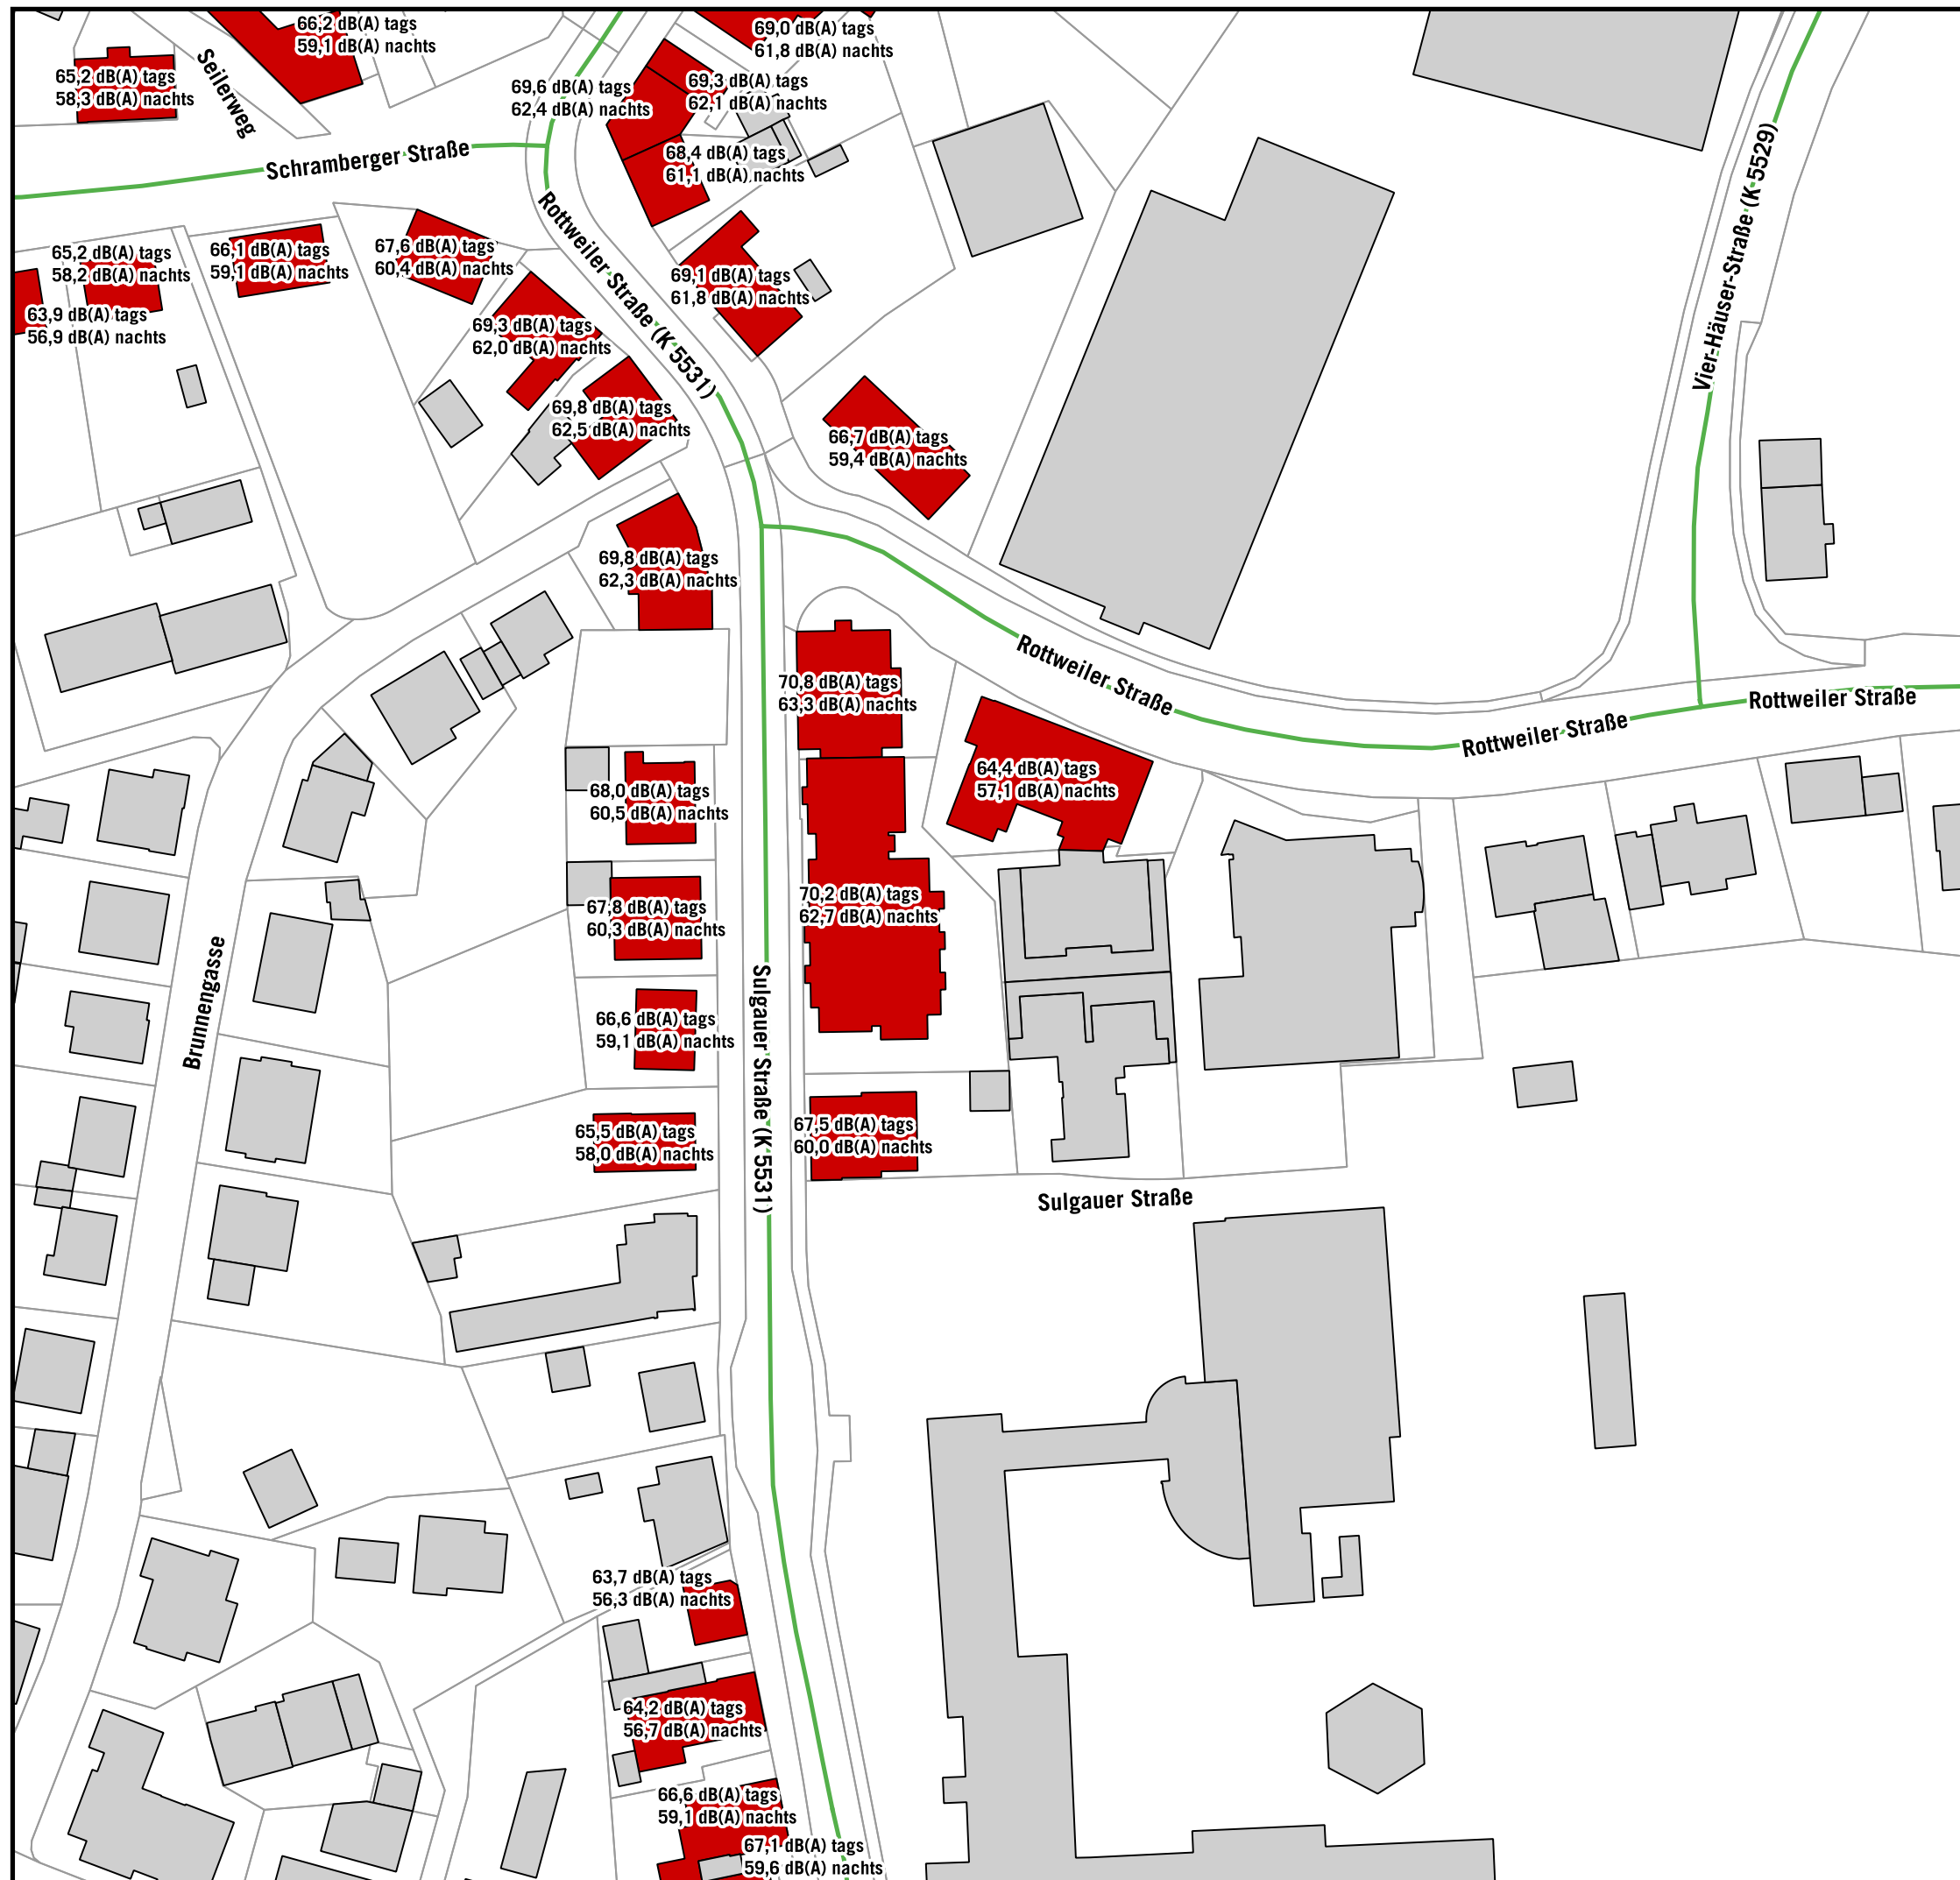 66,2 dB(A) tags
59,1 dB(A) nachts
69,0 dB(A) tags
61,8 dB(A) nachts
65,2 dB(A) tags
58,3 dB(A) nachts
Seilerweg
69,6 dB(A) tags
62,4 dB(A) nachts
69,3 dB(A) tags
62,1 dB(A) nachts
Schramberger Straße
68,4 dB(A) tags
61,1 dB(A) nachts
Vier-Häuser-Straße (K 5529)
65,2 dB(A) tags
58,2 dB(A) nachts
66,1 dB(A) tags
59,1 dB(A) nachts
67,6 dB(A) tags
60,4 dB(A) nachts
Rottweiler Straße (K 5531)
69,1 dB(A) tags
61,8 dB(A) nachts
63,9 dB(A) tags
56,9 dB(A) nachts
69,3 dB(A) tags
62,0 dB(A) nachts
69,8 dB(A) tags
62,5 dB(A) nachts
66,7 dB(A) tags
59,4 dB(A) nachts
69,8 dB(A) tags
62,3 dB(A) nachts
70,8 dB(A) tags
63,3 dB(A) nachts
Rottweiler Straße
Rottweiler Straße
Rottweiler Straße
64,4 dB(A) tags
57,1 dB(A) nachts
68,0 dB(A) tags
60,5 dB(A) nachts
67,8 dB(A) tags
60,3 dB(A) nachts
70,2 dB(A) tags
62,7 dB(A) nachts
Brunnengasse
66,6 dB(A) tags
59,1 dB(A) nachts
Sulgauer Straße (K 5531)
65,5 dB(A) tags
58,0 dB(A) nachts
67,5 dB(A) tags
60,0 dB(A) nachts
Sulgauer Straße
63,7 dB(A) tags
56,3 dB(A) nachts
64,2 dB(A) tags
56,7 dB(A) nachts
66,6 dB(A) tags
59,1 dB(A) nachts
67,1 dB(A) tags
59,6 dB(A) nachts